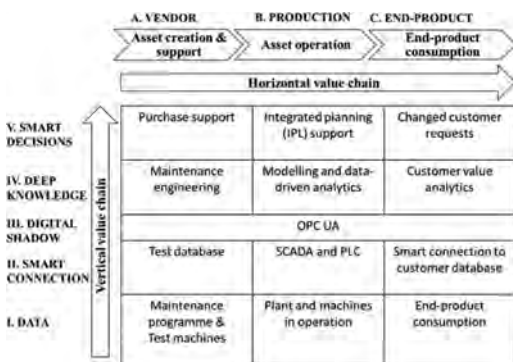 A. VENDOR B. PRODUCTION C. END-PRODUCT
Asset creation & support
Asset operation
End-product consumption
Horizontal value chain
Vertical value chain
V. SMART DECISIONS
Purchase support
Integrated planning (IPL) support
Changed customer requests
IV. DEEP KNOWLEDGE
Maintenance engineering
Modelling and data-driven analytics
Customer value analytics
III. DIGITAL SHADOW
OPC UA
II. SMART CONNECTION
Test database
SCADA and PLC
Smart connection to customer database
I. DATA
Maintenance programme & Test machines
Plant and machines in operation
End-product consumption